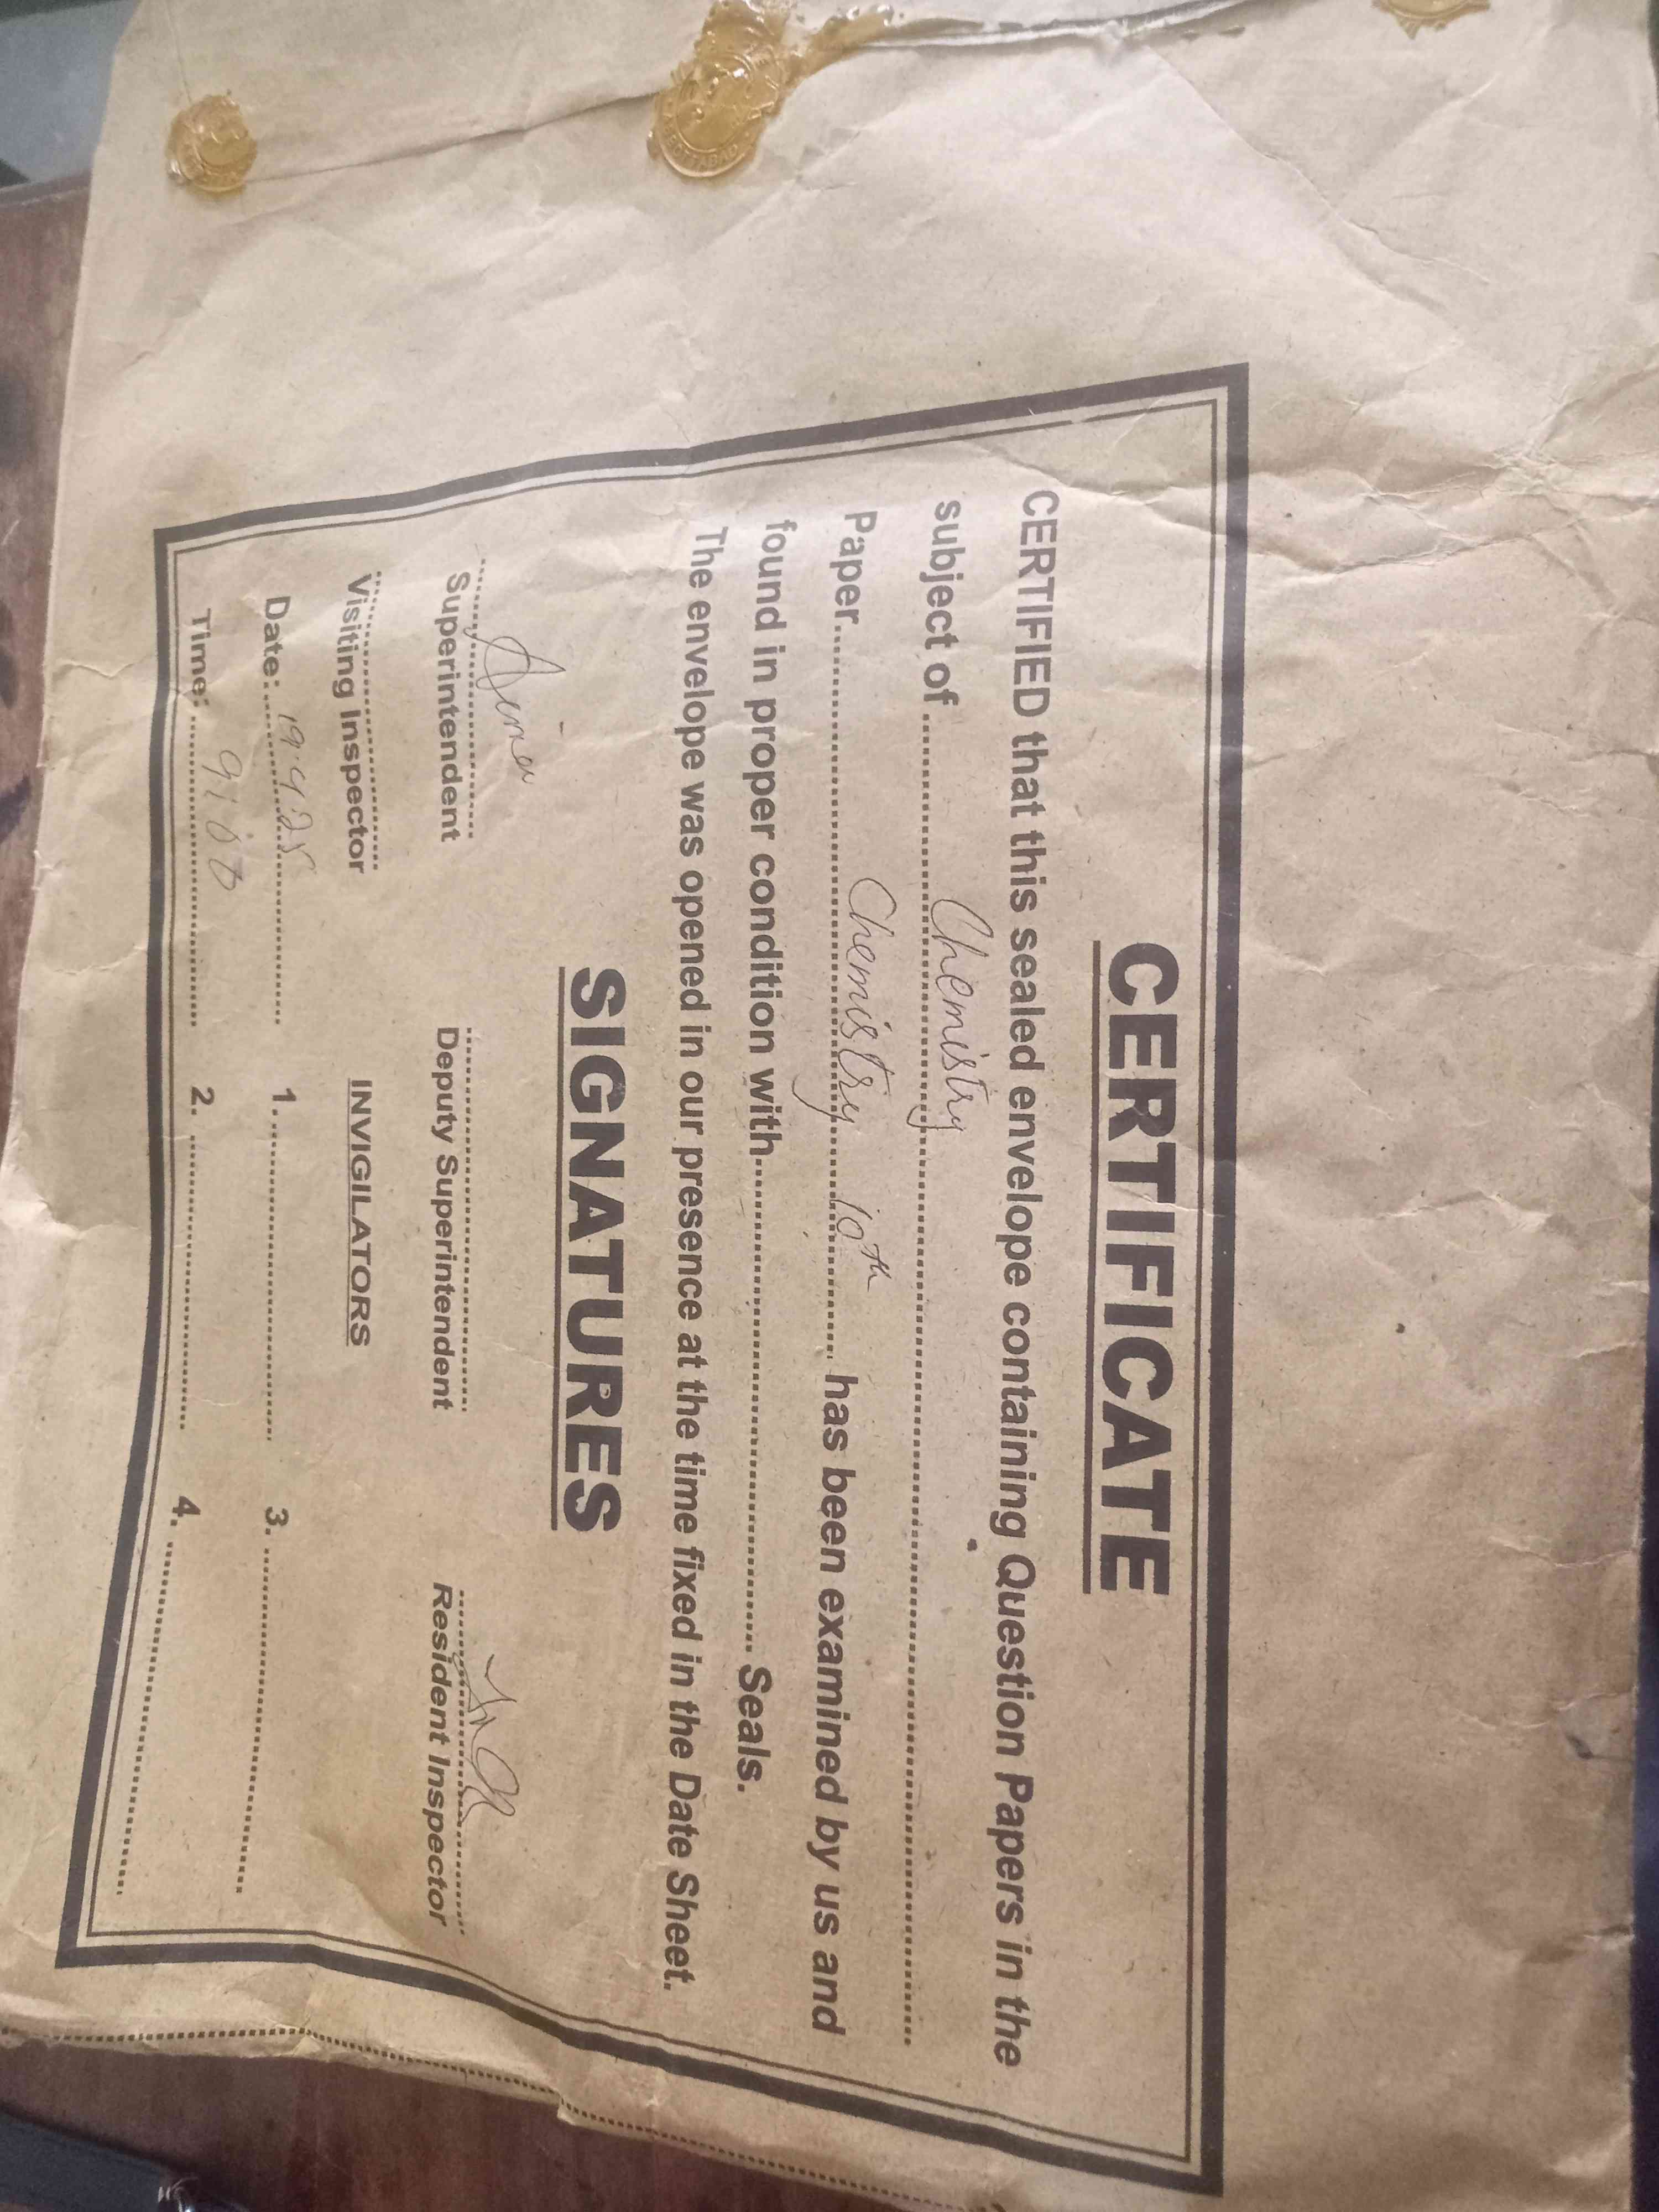 ABBOTTABAD
CERTIFICATE
CERTIFIED that this sealed envelope containing Question Papers in the
subject of Chemistry
Paper Chemistry 10th has been examined by us and
found in proper condition with Seals.
The envelope was opened in our presence at the time fixed in the Date Sheet.
SIGNATURES
Superintendent Deputy Superintendent Resident Inspector
Visiting Inspector INVIGILATORS
Date: 19.4.25 1. 3.
Time: 9:00 2. 4.